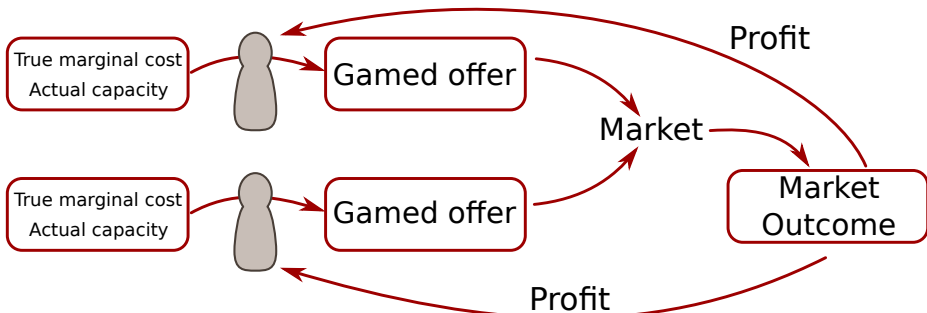 True marginal cost
Actual capacity
Gamed offer
Profit
Market
True marginal cost
Actual capacity
Gamed offer
Market
Outcome
Profit